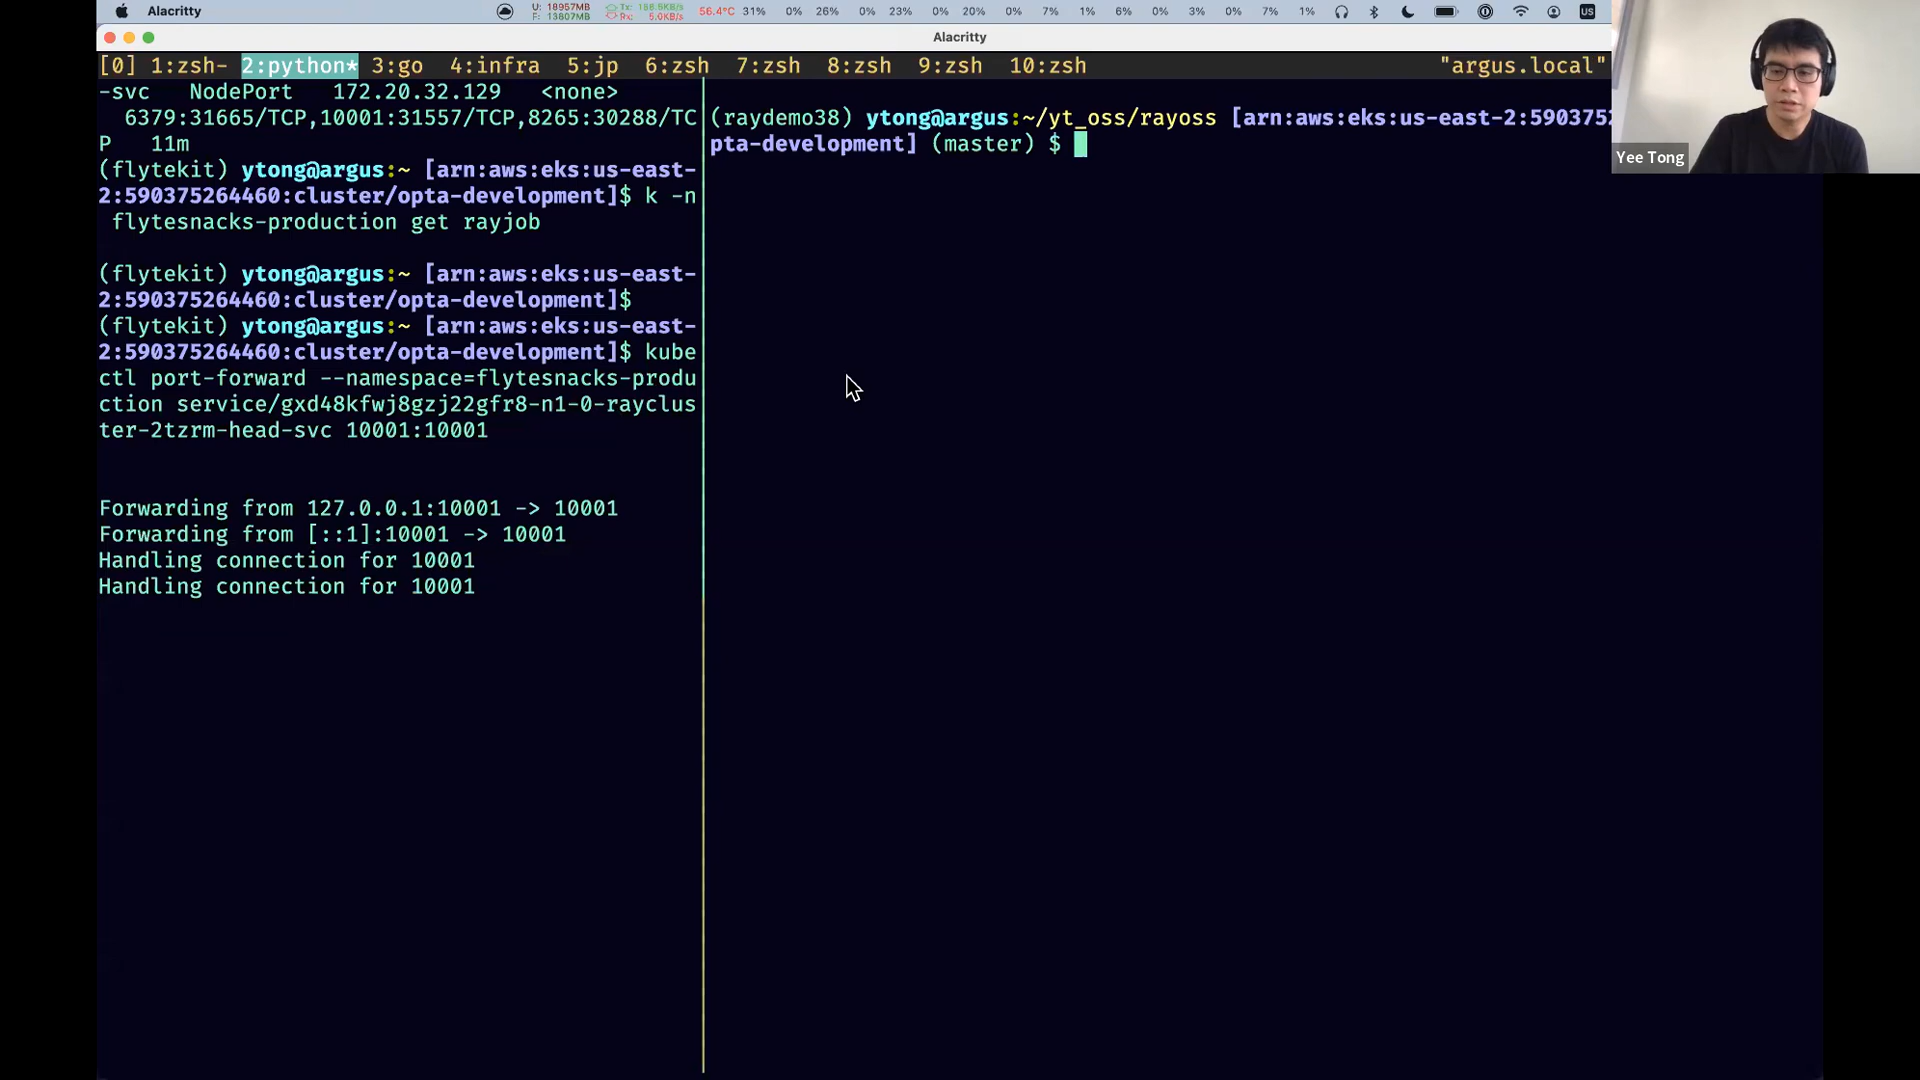 Alacritty
U: 18957MB
F: 13807MB
Tx: 186.5KB/s
Rx: 5.0KB/s
56.4°C 31% 0% 26% 0% 23% 0% 20% 0% 7% 1% 6% 0% 3% 0% 7% 1%
US
Alacritty
[0] 1:zsh- 2:python* 3:go 4:infra 5:jp 6:zsh 7:zsh 8:zsh 9:zsh 10:zsh "argus.local"
-svc NodePort 172.20.32.129 <none>
6379:31665/TCP,10001:31557/TCP,8265:30288/TC
P 11m
(flytekit) ytong@argus:~ [arn:aws:eks:us-east-
2:590375264460:cluster/opta-development]$ k -n
flytesnacks-production get rayjob
(flytekit) ytong@argus:~ [arn:aws:eks:us-east-
2:590375264460:cluster/opta-development]$
(flytekit) ytong@argus:~ [arn:aws:eks:us-east-
2:590375264460:cluster/opta-development]$ kube
ctl port-forward --namespace=flytesnacks-produ
ction service/gxd48kfwj8gzj22gfr8-n1-0-rayclus
ter-2tzrm-head-svc 10001:10001
Forwarding from 127.0.0.1:10001 -> 10001
Forwarding from [::1]:10001 -> 10001
Handling connection for 10001
Handling connection for 10001
(raydemo38) ytong@argus:~/yt_oss/rayoss [arn:aws:eks:us-east-2:590375
pta-development] (master) $
Yee Tong